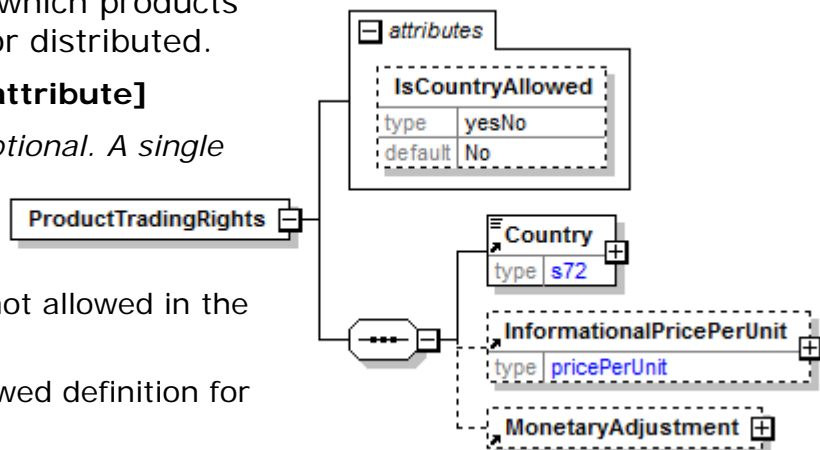 which products
or distributed.
attribute]
optional. A single
not allowed in the
wed definition for
attributes
IsCountryAllowed
type yesNo
default No
ProductTradingRights
Country
type s72
InformationalPricePerUnit
type pricePerUnit
MonetaryAdjustment